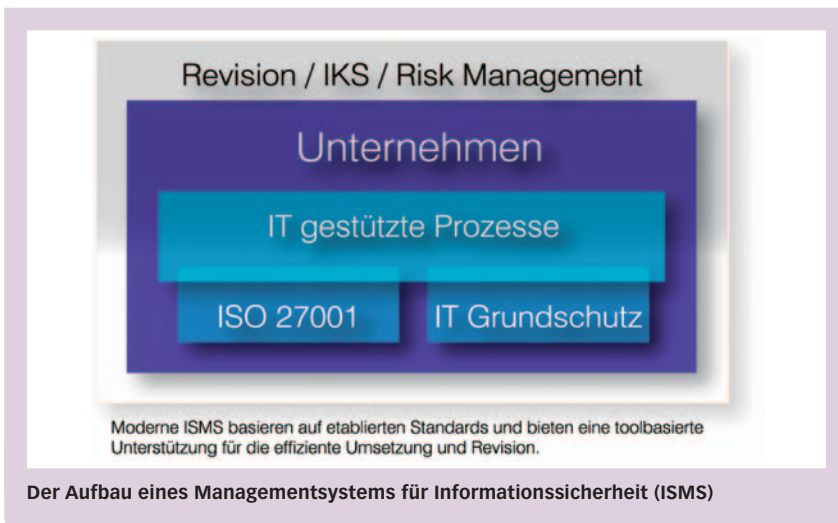 Revision / IKS / Risk Management
Unternehmen
IT gestützte Prozesse
ISO 27001 IT Grundschutz
Moderne ISMS basieren auf etablierten Standards und bieten eine toolbasierte
Unterstützung für die effiziente Umsetzung und Revision.
Der Aufbau eines Managementsystems für Informationssicherheit (ISMS)